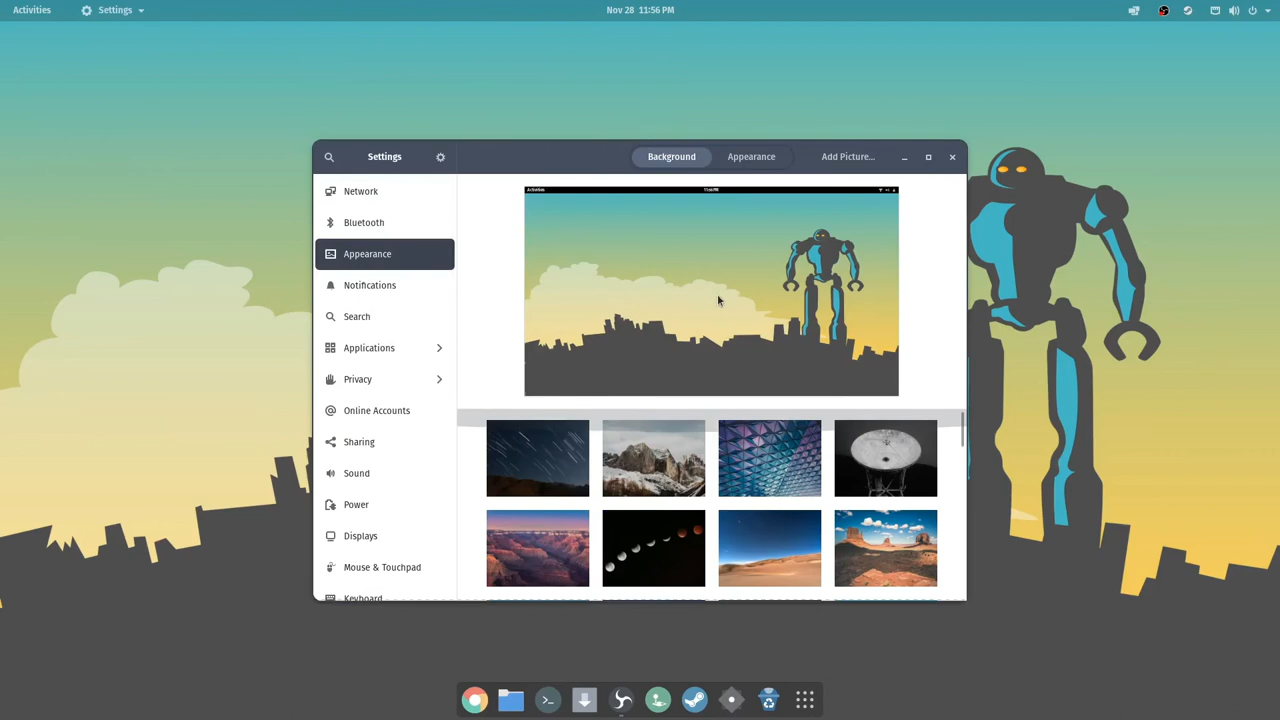 Activities Settings Nov 28 11:56 PM
Settings Background Appearance Add Picture...
Network
Bluetooth
Appearance
Notifications
Search
Applications
Privacy
Online Accounts
Sharing
Sound
Power
Displays
Mouse & Touchpad
Keyboard
Activities